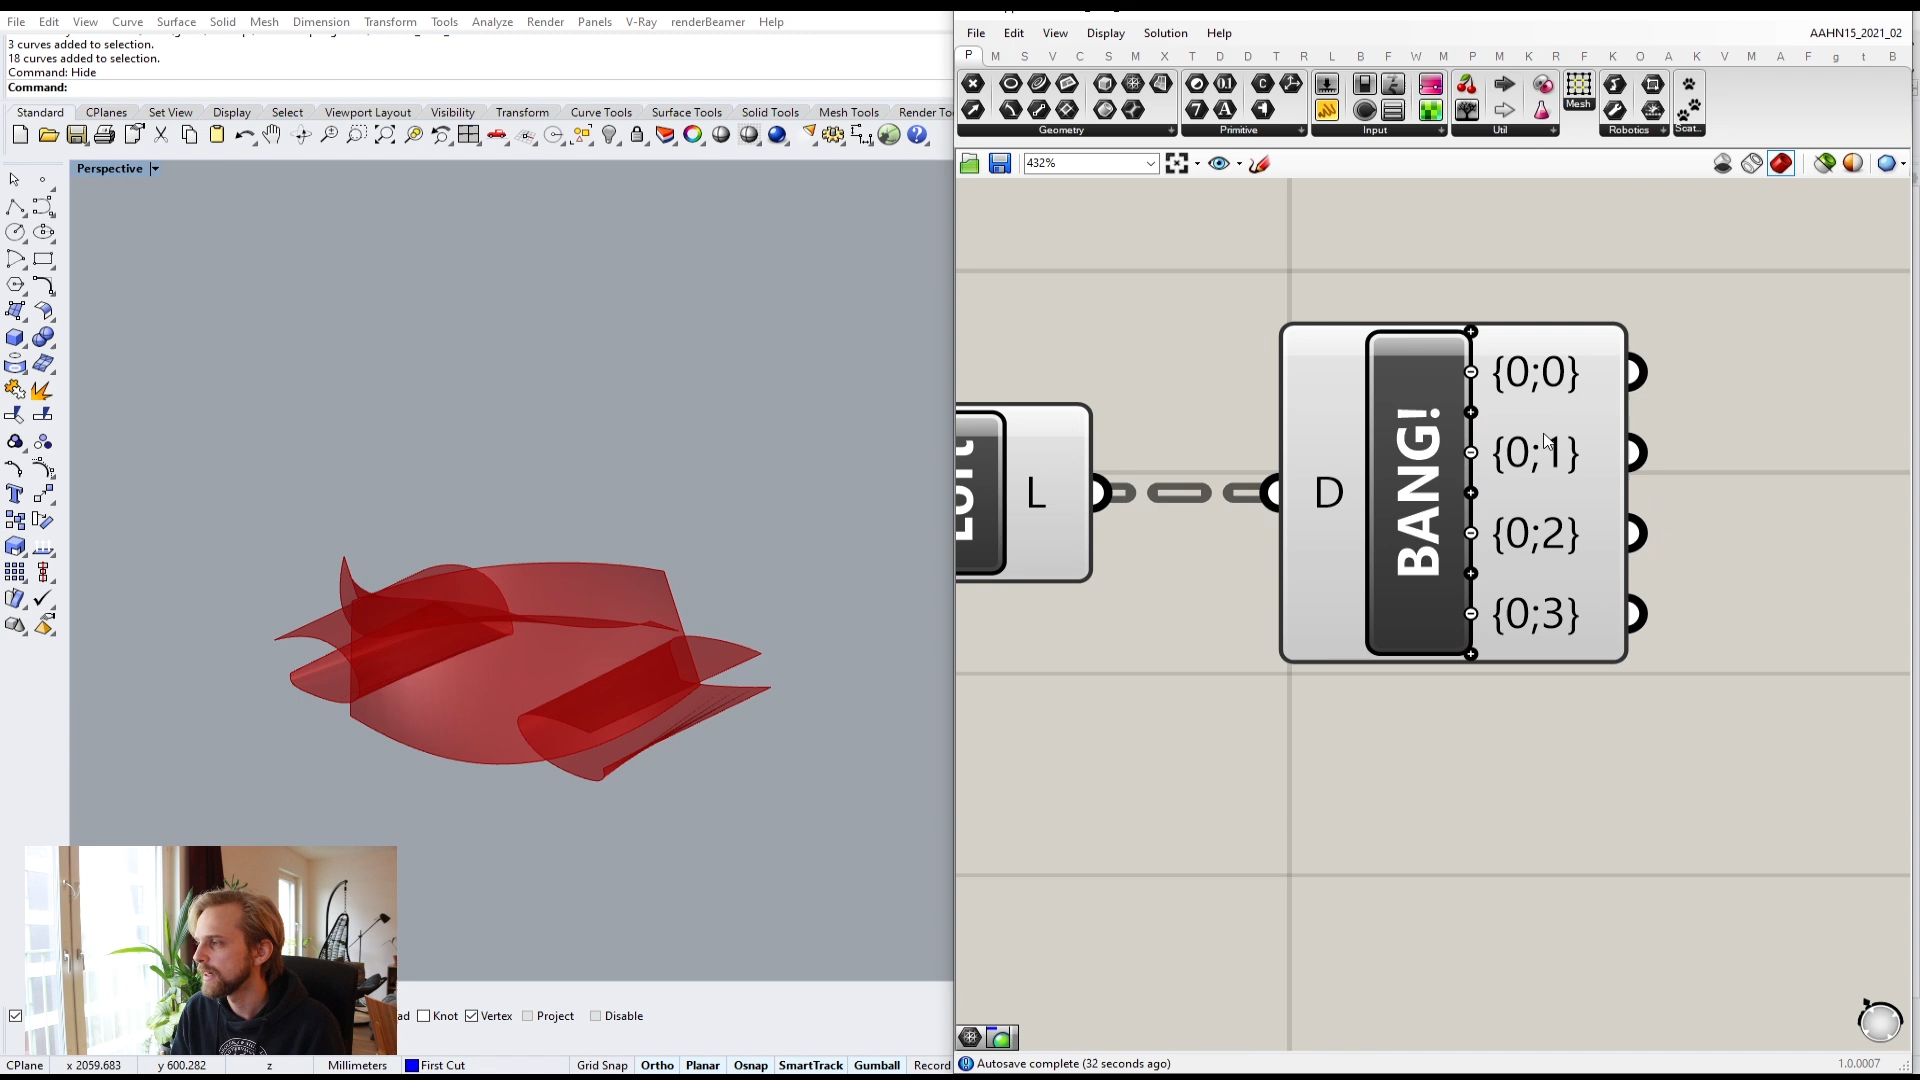 File Edit View Curve Surface Solid Mesh Dimension Transform Tools Analyze Render Panels V-Ray renderBeamer Help
3 curves added to selection.
18 curves added to selection.
Command: Hide
Command:
Standard CPlanes Set View Display Select Viewport Layout Visibility Transform Curve Tools Surface Tools Solid Tools Mesh Tools Render To
Perspective
File Edit View Display Solution Help
AAHN15_2021_02
P M S V C S M X T D D T R L B F W M P M K R F K O A K V M A F g t B
Geometry Primitive Input Util Mesh Robotics Scat..
432%
L
D
BANG!
{0;0}
{0;1}
{0;2}
{0;3}
ad Knot Vertex Project Disable
CPlane x 2059.683 y 600.282 z Millimeters First Cut Grid Snap Ortho Planar Osnap SmartTrack Gumball Record
Autosave complete (32 seconds ago)
1.0.0007